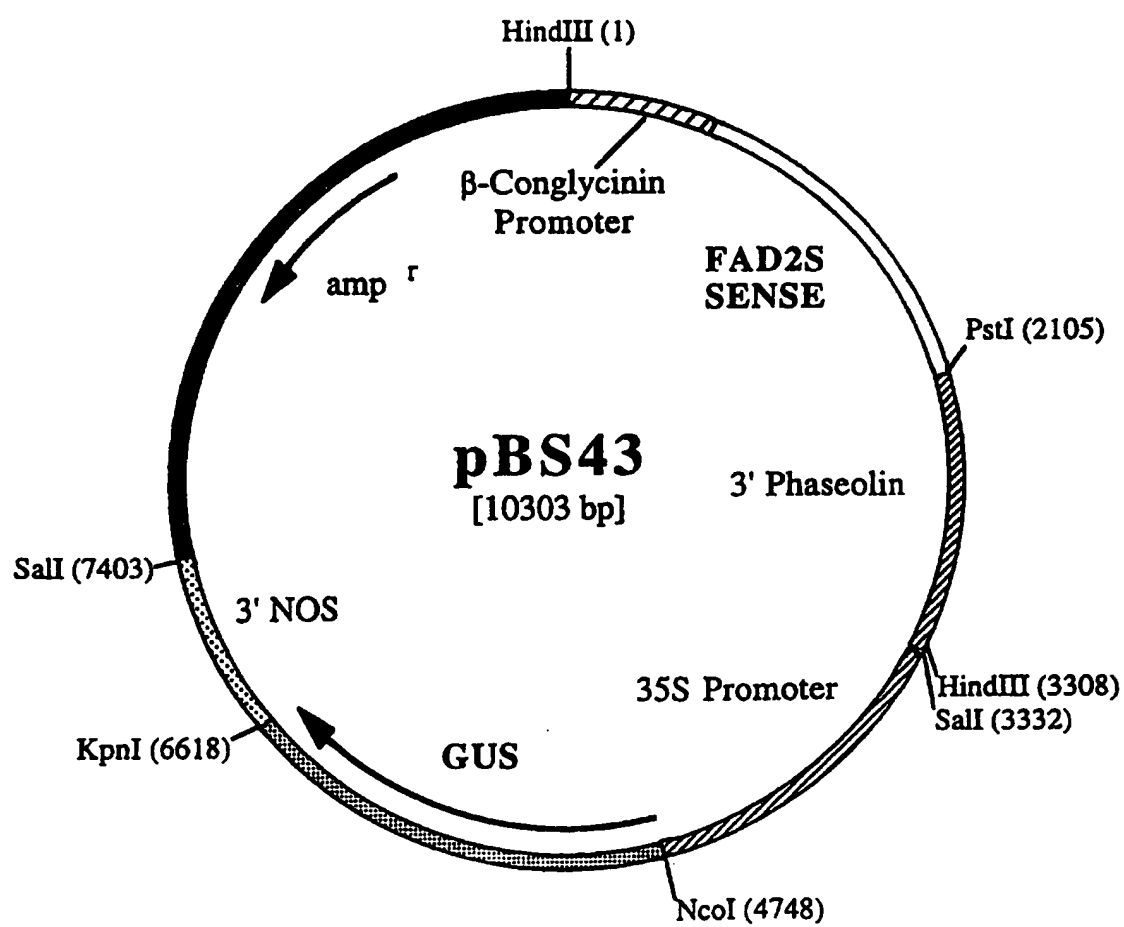 HindIII (1)
β-Conglycinin
Promoter
amp r
FAD2S
SENSE
PstI (2105)
pBS43
[10303 bp]
3' Phaseolin
SalI (7403)
3' NOS
35S Promoter
HindIII (3308)
SalI (3332)
KpnI (6618)
GUS
NcoI (4748)